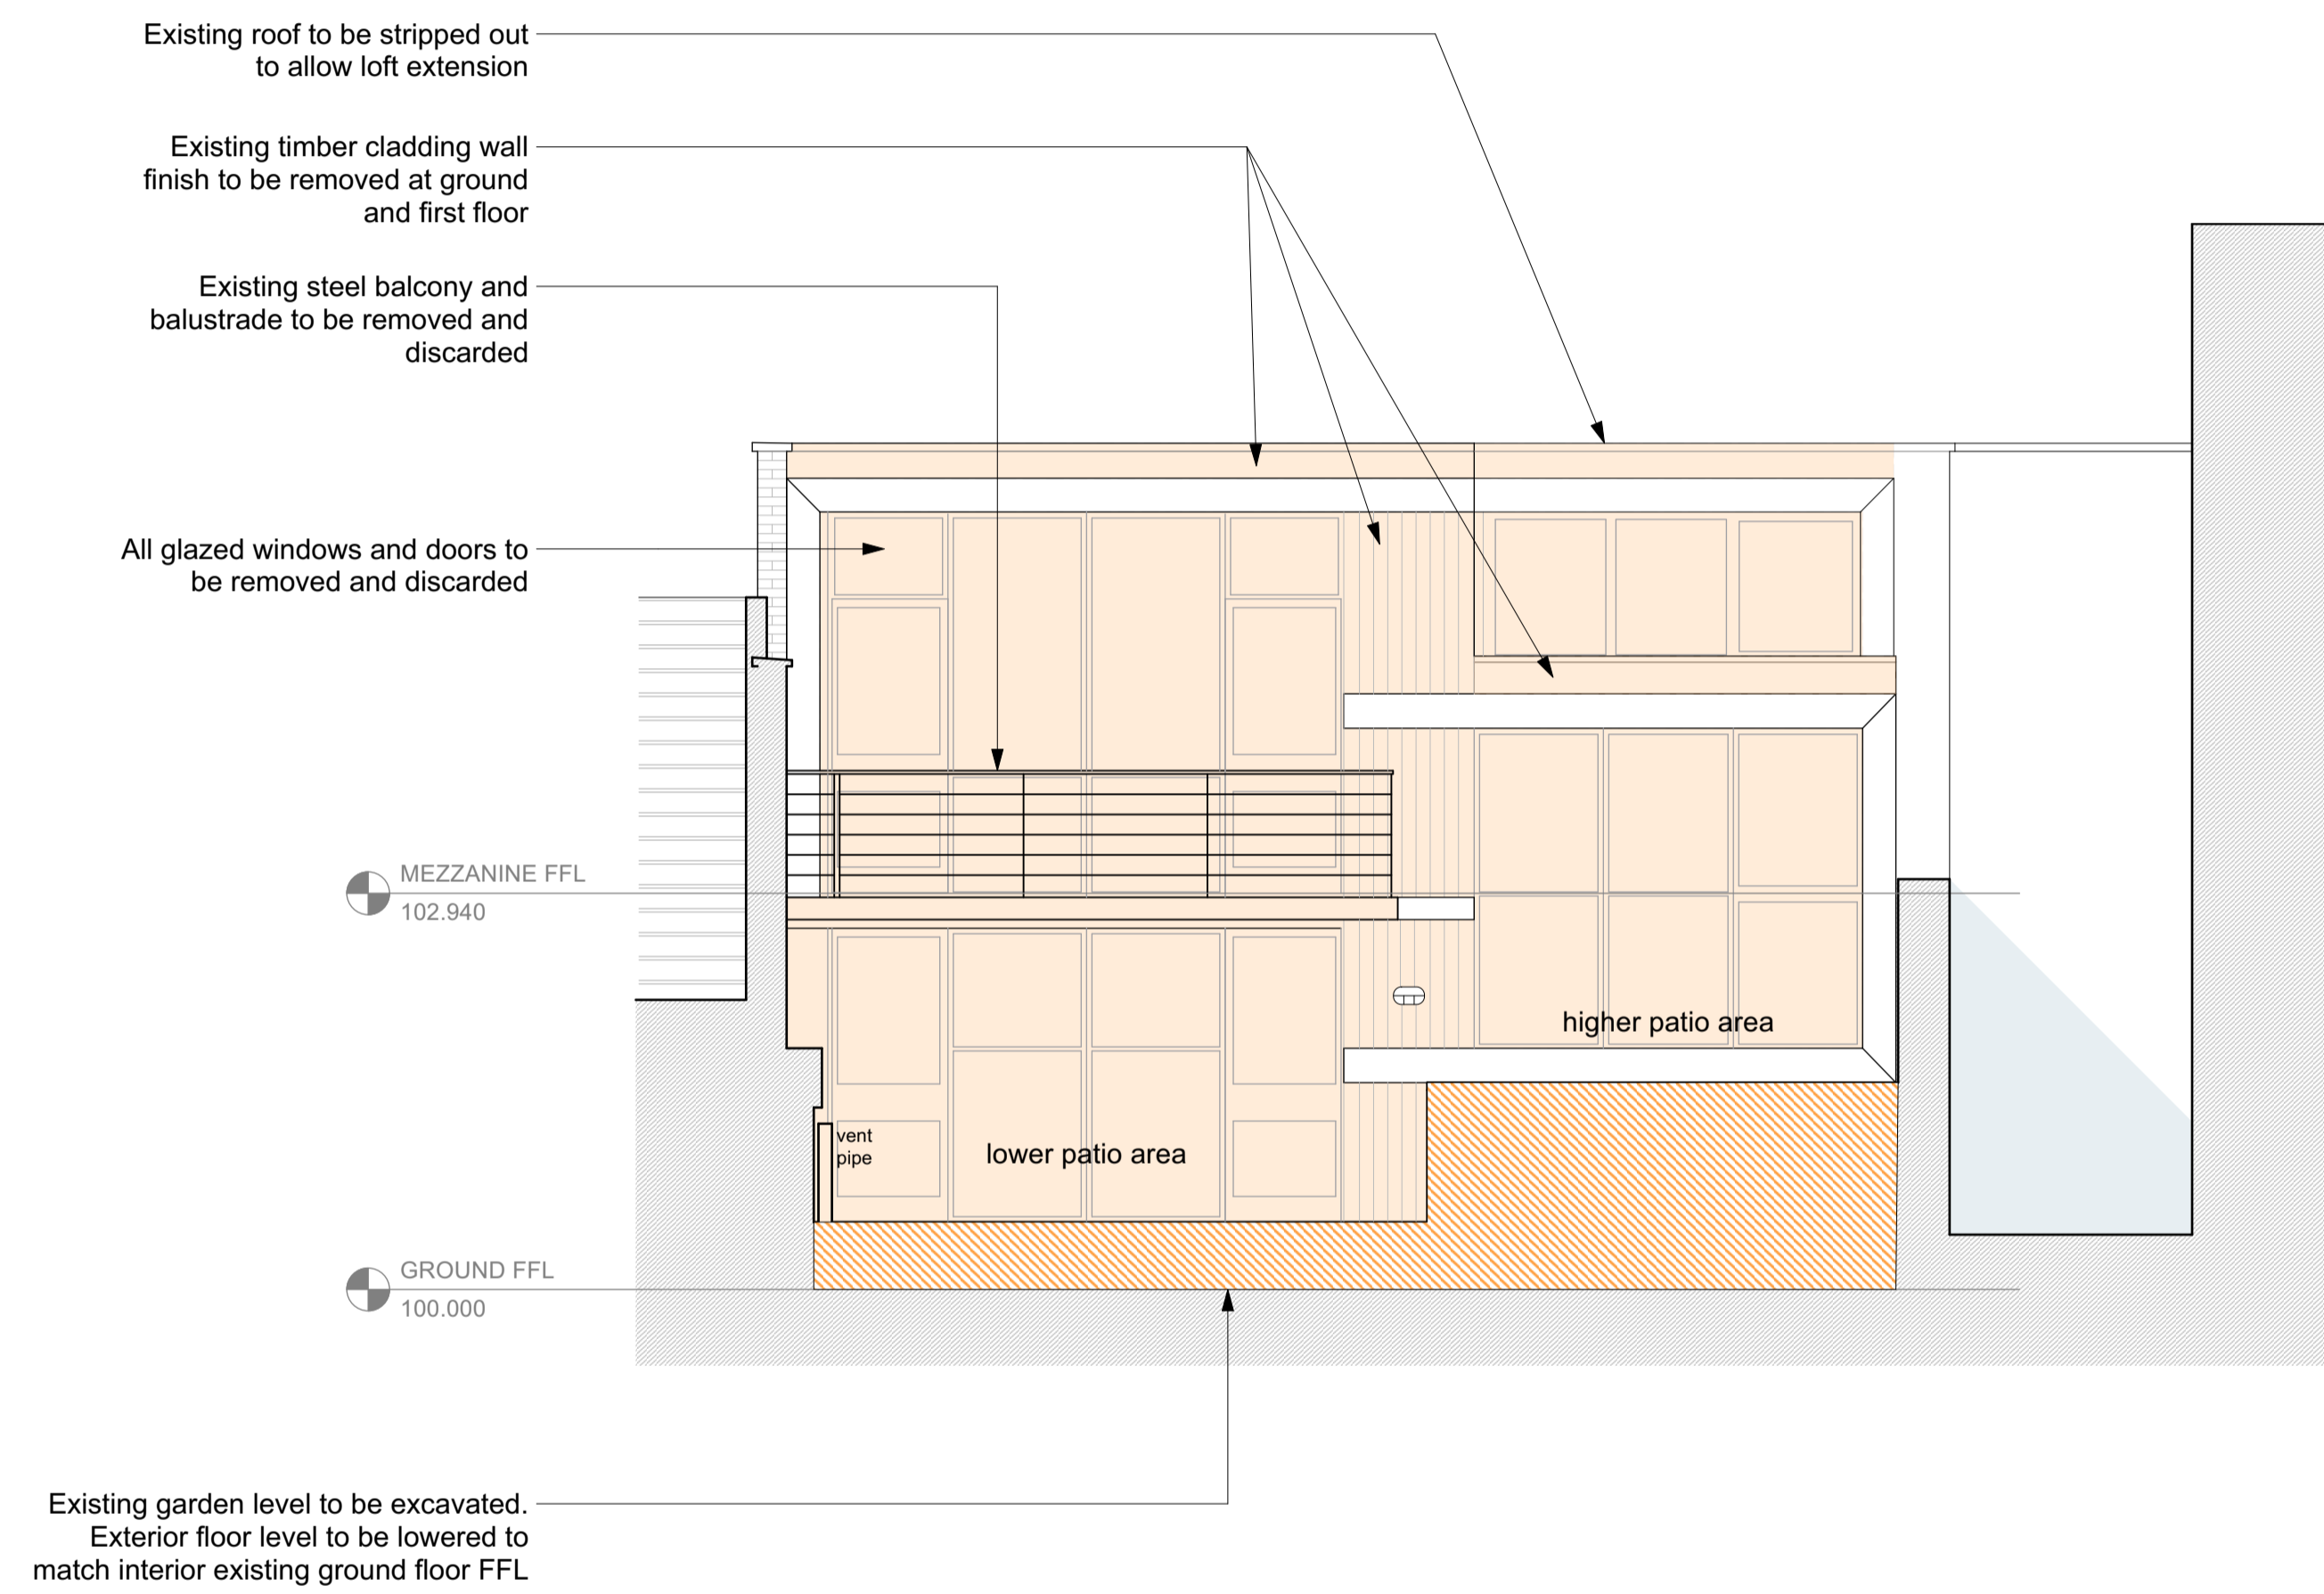 Existing roof to be stripped out
to allow loft extension
Existing timber cladding wall
finish to be removed at ground
and first floor
Existing steel balcony and
balustrade to be removed and
discarded
All glazed windows and doors to
be removed and discarded
MEZZANINE FFL
102.940
higher patio area
vent
pipe
lower patio area
GROUND FFL
100.000
Existing garden level to be excavated.
Exterior floor level to be lowered to
match interior existing ground floor FFL